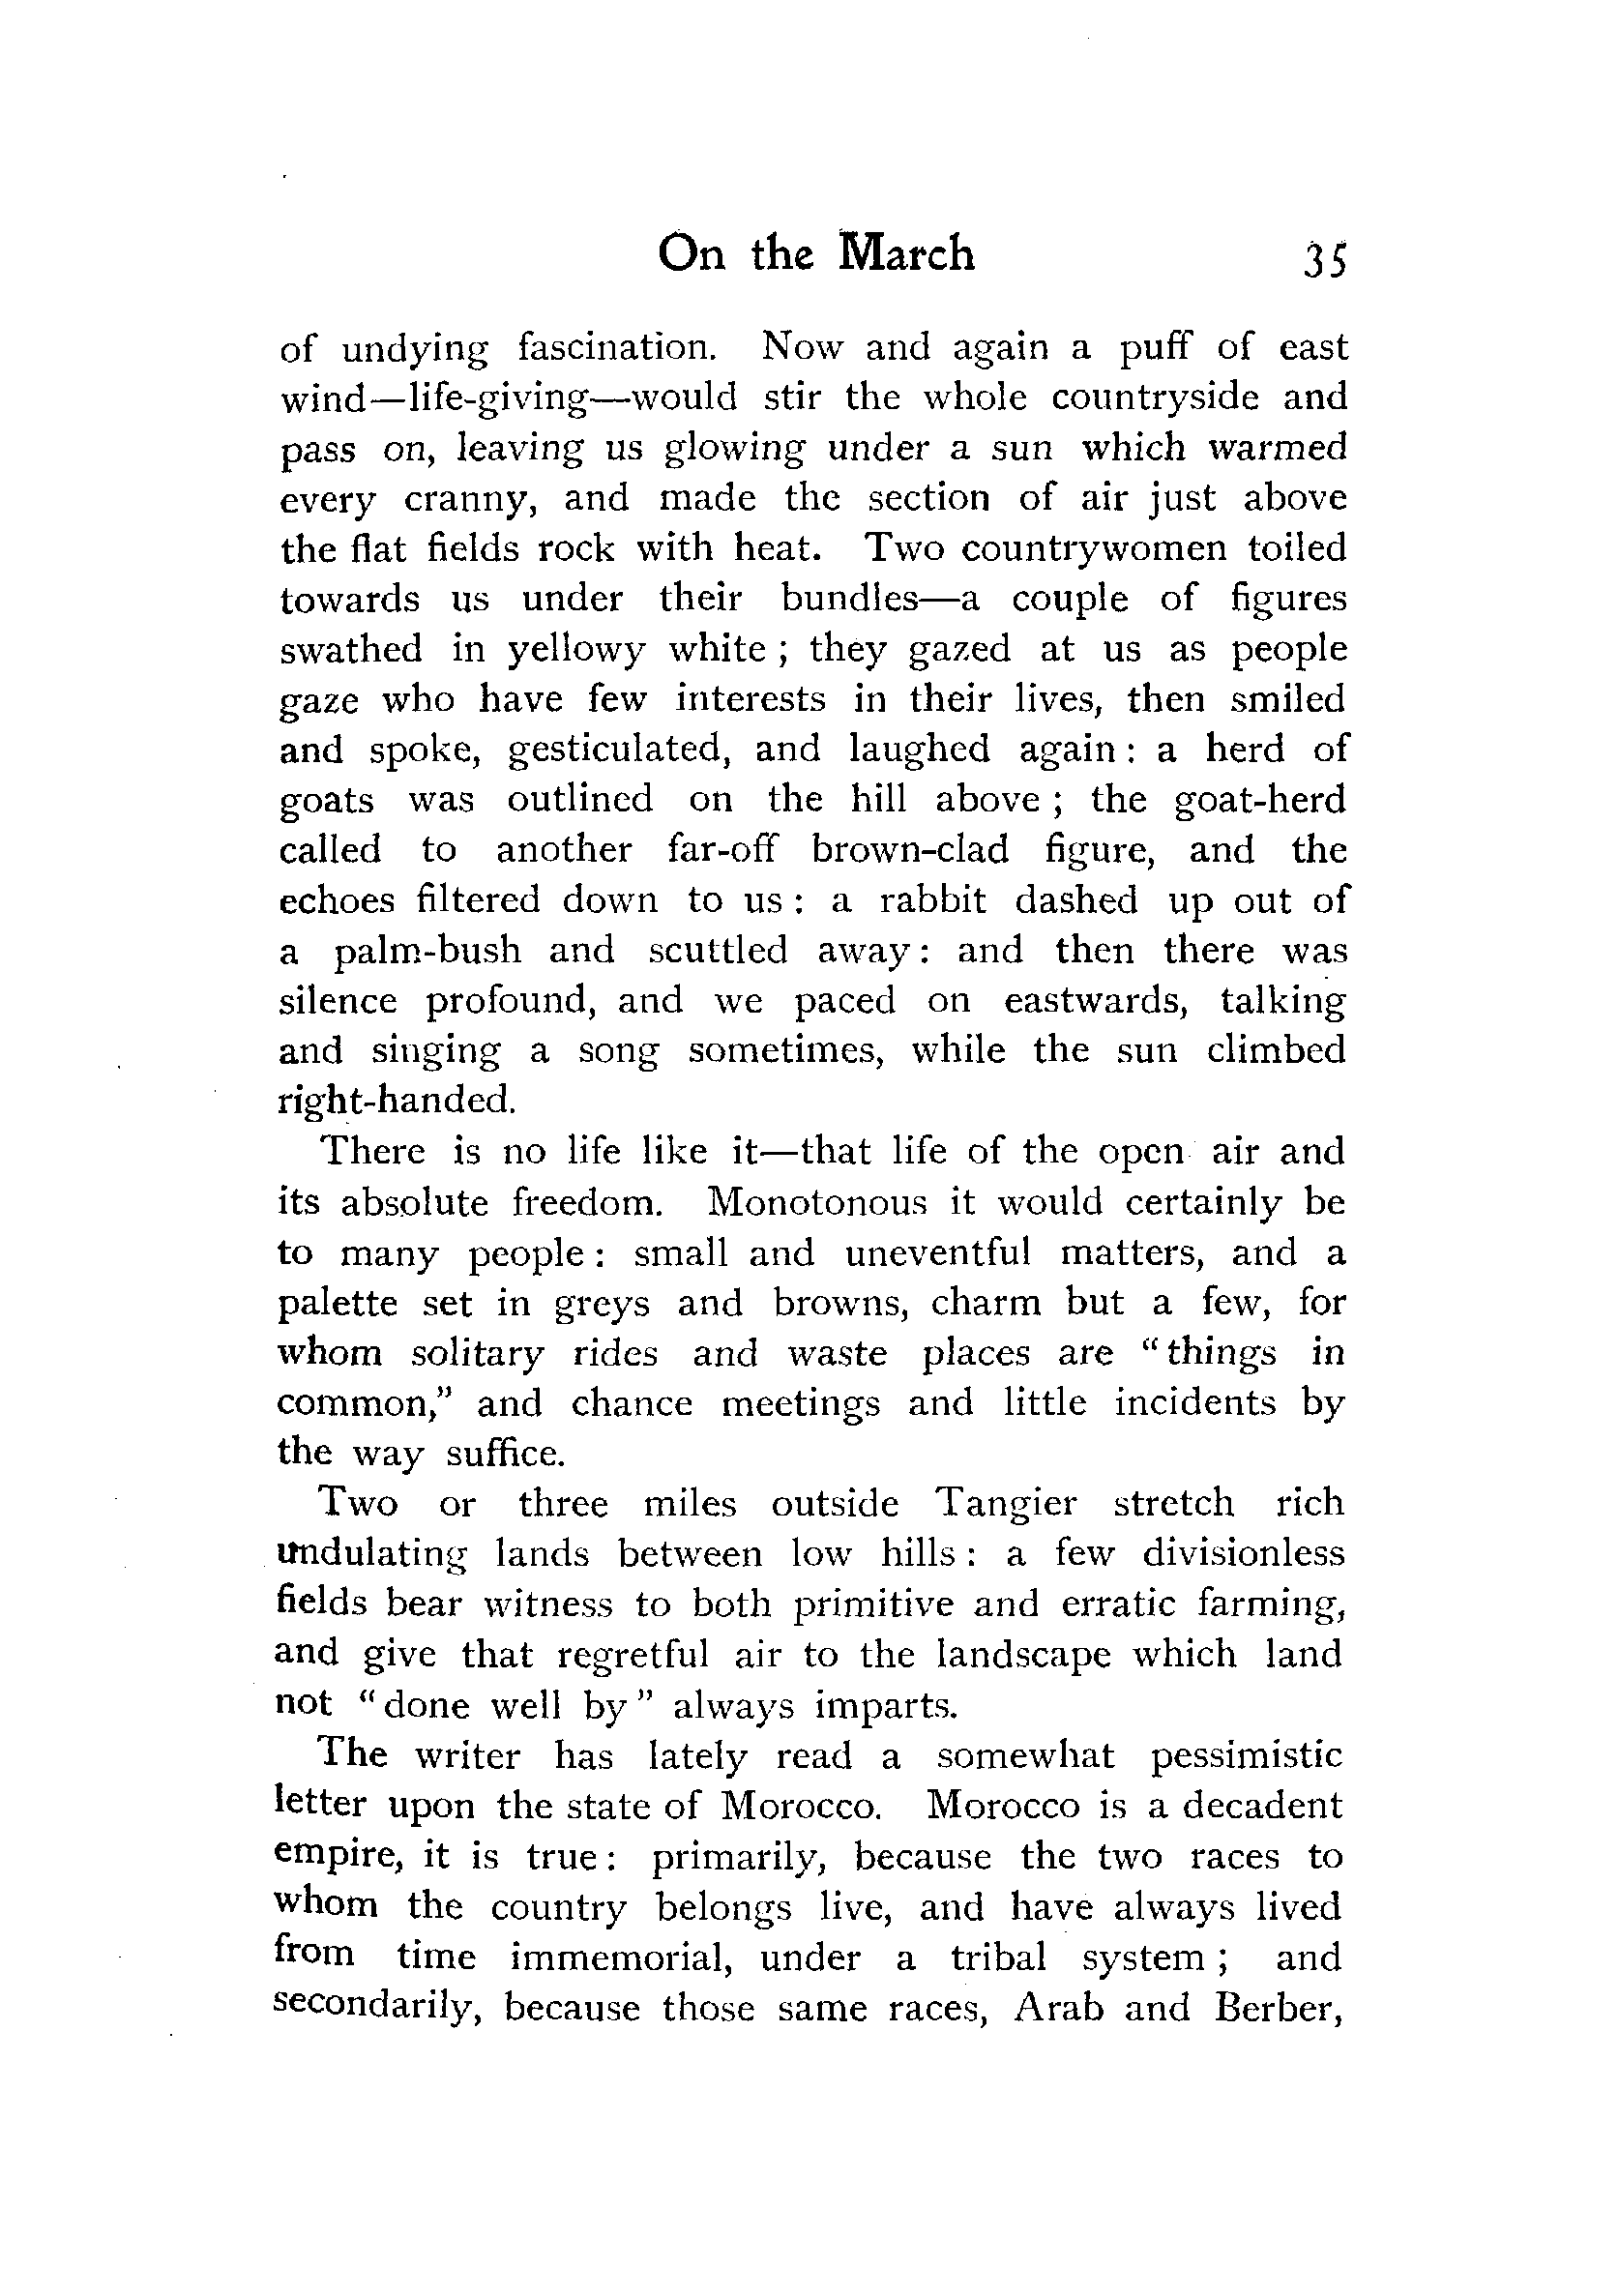 On the March 35
of undying fascination. Now and again a puff of east
wind—life-giving—would stir the whole countryside and
pass on, leaving us glowing under a sun which warmed
every cranny, and made the section of air just above
the flat fields rock with heat. Two countrywomen toiled
towards us under their bundles—a couple of figures
swathed in yellowy white ; they gazed at us as people
gaze who have few interests in their lives, then smiled
and spoke, gesticulated, and laughed again : a herd of
goats was outlined on the hill above ; the goat-herd
called to another far-off brown-clad figure, and the
echoes filtered down to us : a rabbit dashed up out of
a palm-bush and scuttled away : and then there was
silence profound, and we paced on eastwards, talking
and singing a song sometimes, while the sun climbed
right-handed.
There is no life like it—that life of the open air and
its absolute freedom. Monotonous it would certainly be
to many people : small and uneventful matters, and a
palette set in greys and browns, charm but a few, for
whom solitary rides and waste places are “things in
common,” and chance meetings and little incidents by
the way suffice.
Two or three miles outside Tangier stretch rich
undulating lands between low hills : a few divisionless
fields bear witness to both primitive and erratic farming,
and give that regretful air to the landscape which land
not “done well by” always imparts.
The writer has lately read a somewhat pessimistic
letter upon the state of Morocco. Morocco is a decadent
empire, it is true : primarily, because the two races to
whom the country belongs live, and have always lived
from time immemorial, under a tribal system ; and
secondarily, because those same races, Arab and Berber,